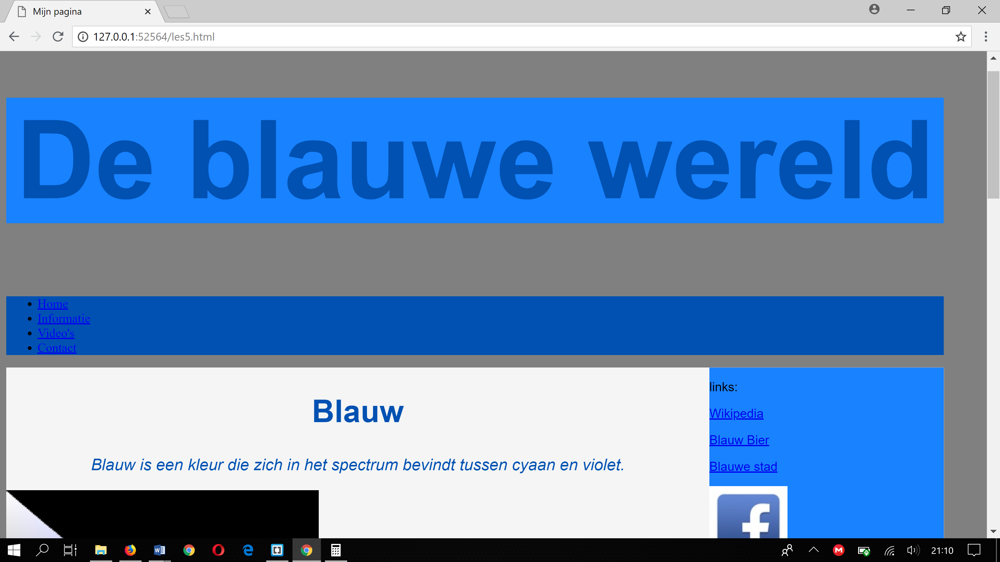 Mijn pagina
127.0.0.1:52564/les5.html
De blauwe wereld
Home
Informatie
Video's
Contact
Blauw
Blauw is een kleur die zich in het spectrum bevindt tussen cyaan en violet.
links:
Wikipedia
Blauw Bier
Blauwe stad
f
21:10